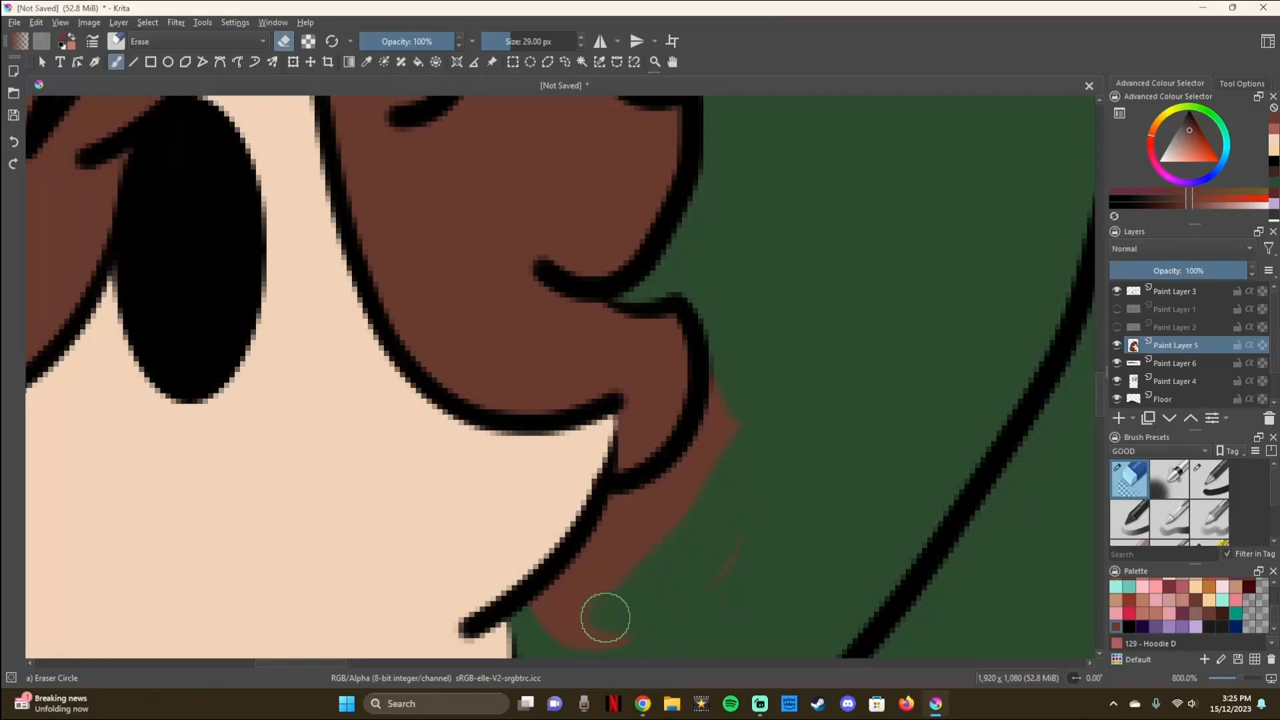 [Not Saved] (52.8 MiB) * - Krita
File Edit View Image Layer Select Filter Tools Settings Window Help
Erase Opacity: 100% Size: 29.00 px
[Not Saved] *
Advanced Colour Selector Tool Options
Advanced Colour Selector
Layers
Normal
Opacity: 100%
Paint Layer 3
Paint Layer 1
Paint Layer 2
Paint Layer 5
Paint Layer 6
Paint Layer 4
Floor
Brush Presets
GOOD Tag
Search Filter in Tag
Palette
129 - Hoodie D
Default
a) Eraser Circle RGB/Alpha (8-bit integer/channel) sRGB-elle-V2-srgbtrc.icc 1,920 x 1,080 (52.8 MiB) 0.00° 800.0%
Breaking news
Unfolding now
Search
3:25 PM
15/12/2023